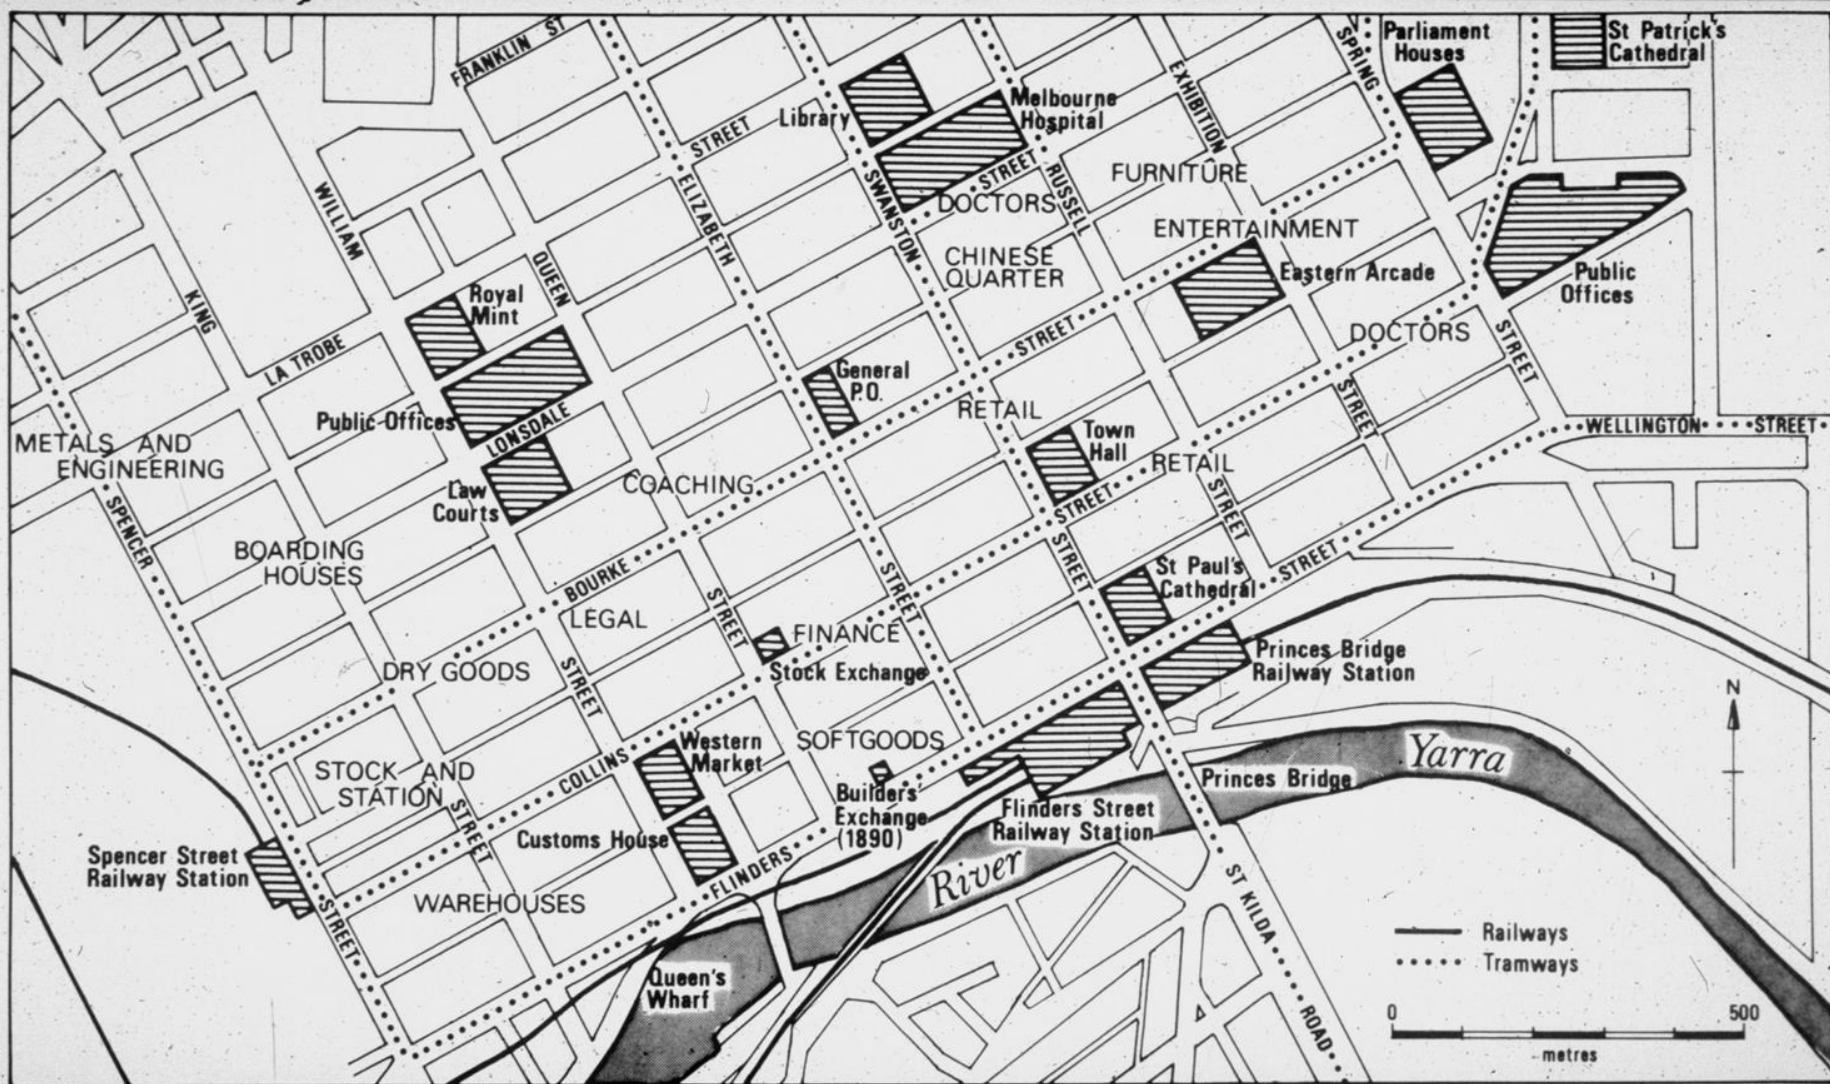 FRANKLIN ST
SPRING
Parliament
Houses
St Patrick's
Cathedral
EXHIBITION
Library
Melbourne
Hospital
STREET
STREET
RUSSELL
FURNITURE
WILLIAM
ELIZABETH
SWANSTON
DOCTORS
ENTERTAINMENT
CHINESE
QUARTER
Eastern Arcade
Public
Offices
QUEEN
KING
Royal
Mint
LA TROBE
STREET
DOCTORS
STREET
General
P.O.
Public Offices
LONSDALE
RETAIL
STREET
WELLINGTON
STREET
METALS AND
ENGINEERING
Town
Hall
RETAIL
Law
Courts
COACHING
SPENCER
STREET
STREET
BOARDING
HOUSES
BOURKE
STREET
STREET
STREET
St Paul's
Cathedral
LEGAL
STREET
FINANCE
Stock Exchange
Princes Bridge
Railway Station
DRY GOODS
STREET
N
Western
Market
SOFTGOODS
STOCK AND
STATION
COLLINS
Yarra
Princes Bridge
STREET
Customs House
Builders'
Exchange
(1890)
Flinders Street
Railway Station
Spencer Street
Railway Station
FLINDERS
River
WAREHOUSES
STREET
ST KILDA
ROAD
Queen's
Wharf
Railways
Tramways
0
500
metres